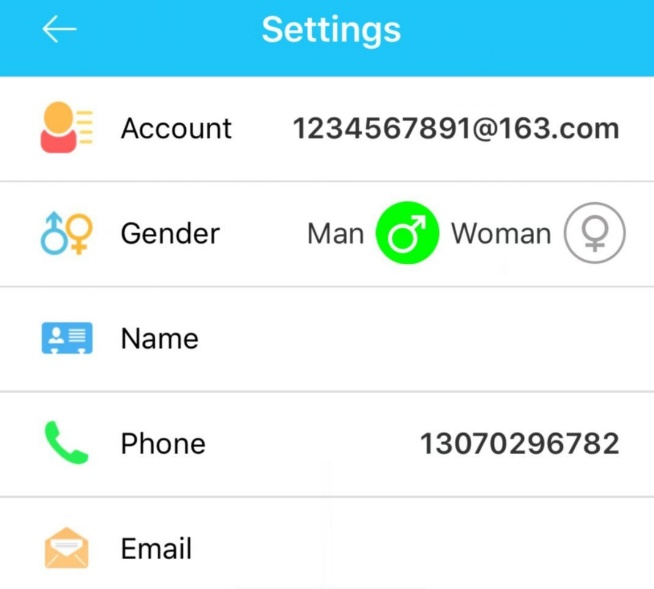 Settings
Account 1234567891@163.com
Gender Man Woman
Name
Phone 13070296782
Email